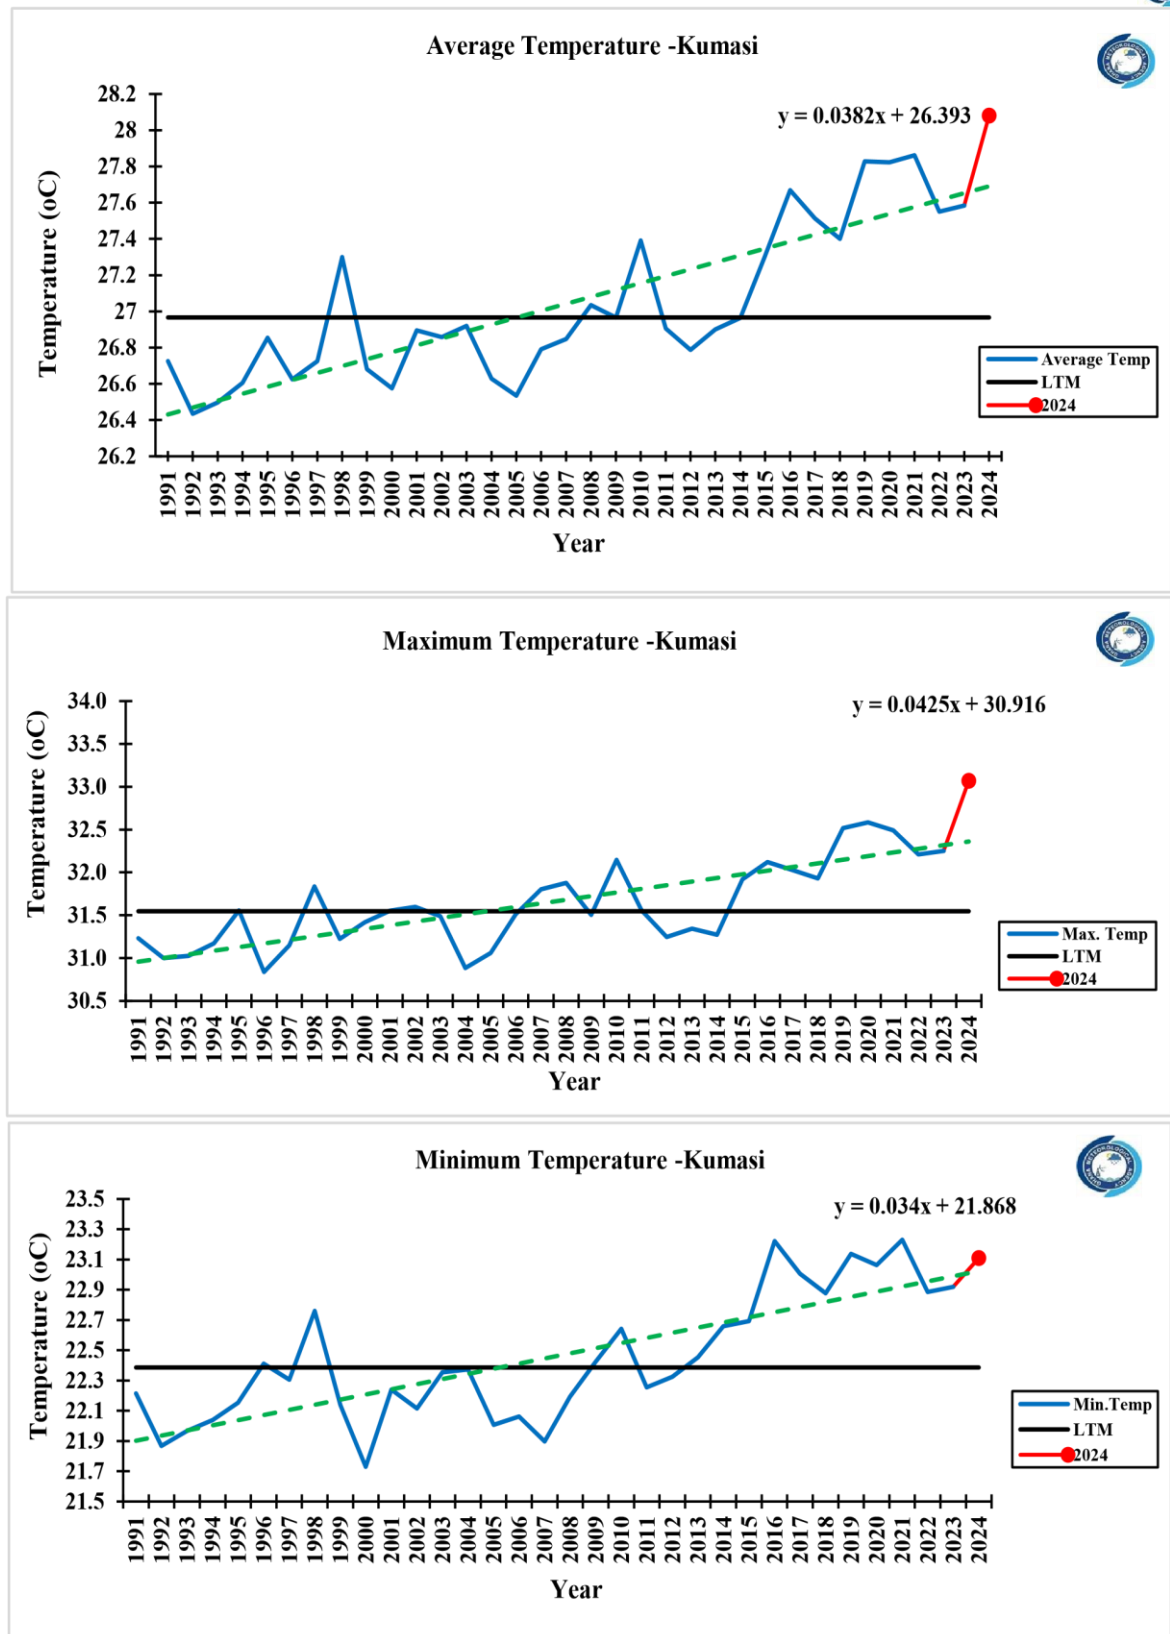 Average Temperature -Kumasi
y = 0.0382x + 26.393
28.2
28
27.8
27.6
27.4
27.2
27
26.8
26.6
26.4
26.2
Temperature (oC)
Average Temp
LTM
2024
1991 1992 1993 1994 1995 1996 1997 1998 1999 2000 2001 2002 2003 2004 2005 2006 2007 2008 2009 2010 2011 2012 2013 2014 2015 2016 2017 2018 2019 2020 2021 2022 2023 2024
Year
Maximum Temperature -Kumasi
y = 0.0425x + 30.916
34.0
33.5
33.0
32.5
32.0
31.5
31.0
30.5
Temperature (oC)
Max. Temp
LTM
2024
1991 1992 1993 1994 1995 1996 1997 1998 1999 2000 2001 2002 2003 2004 2005 2006 2007 2008 2009 2010 2011 2012 2013 2014 2015 2016 2017 2018 2019 2020 2021 2022 2023 2024
Year
Minimum Temperature -Kumasi
GHANA METEOROLOGICAL AGENCY
y = 0.034x + 21.868
23.5
23.3
23.1
22.9
22.7
22.5
22.3
22.1
21.9
21.7
21.5
Temperature (oC)
Min.Temp
LTM
2024
1991 1992 1993 1994 1995 1996 1997 1998 1999 2000 2001 2002 2003 2004 2005 2006 2007 2008 2009 2010 2011 2012 2013 2014 2015 2016 2017 2018 2019 2020 2021 2022 2023 2024
Year